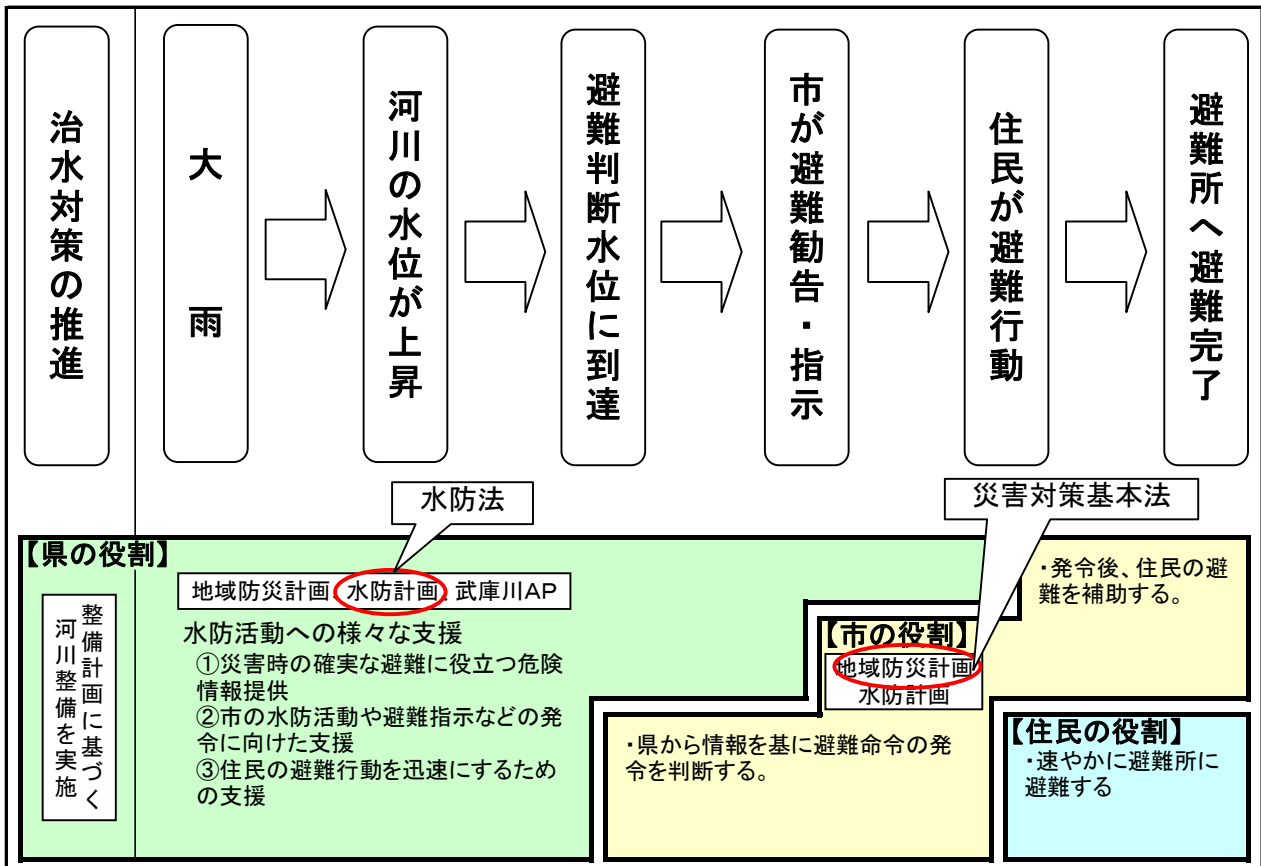 治水対策の推進
大雨
河川の水位が上昇
避難判断水位に到達
市が避難勧告・指示
住民が避難行動
避難所へ避難完了
水防法
災害対策基本法
【県の役割】
整備計画に基づく
河川整備を実施
地域防災計画、水防計画、武庫川AP
水防活動への様々な支援
①災害時の確実な避難に役立つ危険
情報提供
②市の水防活動や避難指示などの発
令に向けた支援
③住民の避難行動を迅速にするため
の支援
【市の役割】
地域防災計画
水防計画
・県から情報を基に避難命令の発
令を判断する。
・発令後、住民の避
難を補助する。
【住民の役割】
・速やかに避難所に
避難する